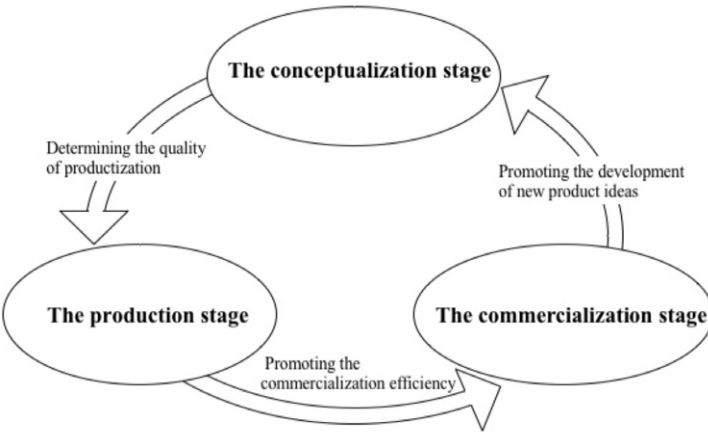 The conceptualization stage
Determining the quality
of productization
Promoting the development
of new product ideas
The production stage
The commercialization stage
Promoting the
commercialization efficiency